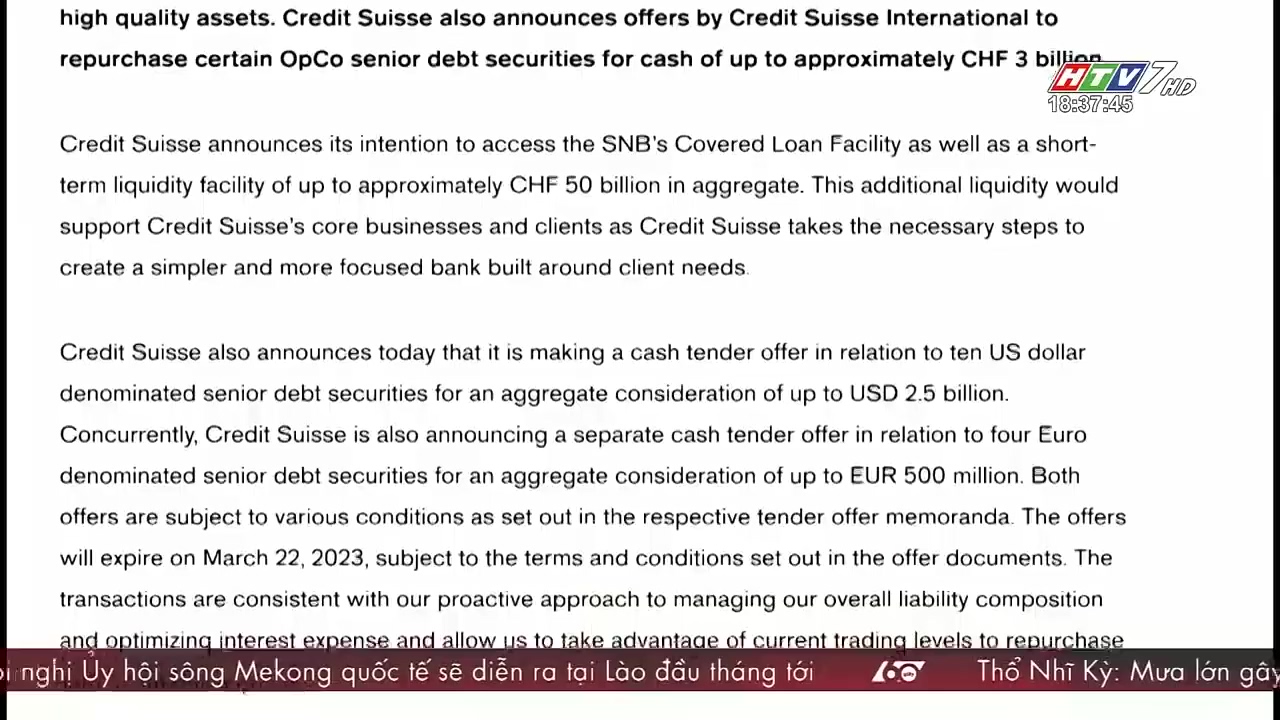 high quality assets. Credit Suisse also announces offers by Credit Suisse International to
repurchase certain OpCo senior debt securities for cash of up to approximately CHF 3 billion
HTV7 HD
18:37:45
Credit Suisse announces its intention to access the SNB's Covered Loan Facility as well as a short-
term liquidity facility of up to approximately CHF 50 billion in aggregate. This additional liquidity would
support Credit Suisse's core businesses and clients as Credit Suisse takes the necessary steps to
create a simpler and more focused bank built around client needs.
Credit Suisse also announces today that it is making a cash tender offer in relation to ten US dollar
denominated senior debt securities for an aggregate consideration of up to USD 2.5 billion.
Concurrently, Credit Suisse is also announcing a separate cash tender offer in relation to four Euro
denominated senior debt securities for an aggregate consideration of up to EUR 500 million. Both
offers are subject to various conditions as set out in the respective tender offer memoranda. The offers
will expire on March 22, 2023, subject to the terms and conditions set out in the offer documents. The
transactions are consistent with our proactive approach to managing our overall liability composition
and optimizing interest expense and allow us to take advantage of current trading levels to repurchase
nghị Ủy hội sông Mekong quốc tế sẽ diễn ra tại Lào đầu tháng tới 60 Thổ Nhĩ Kỳ: Mưa lớn gây